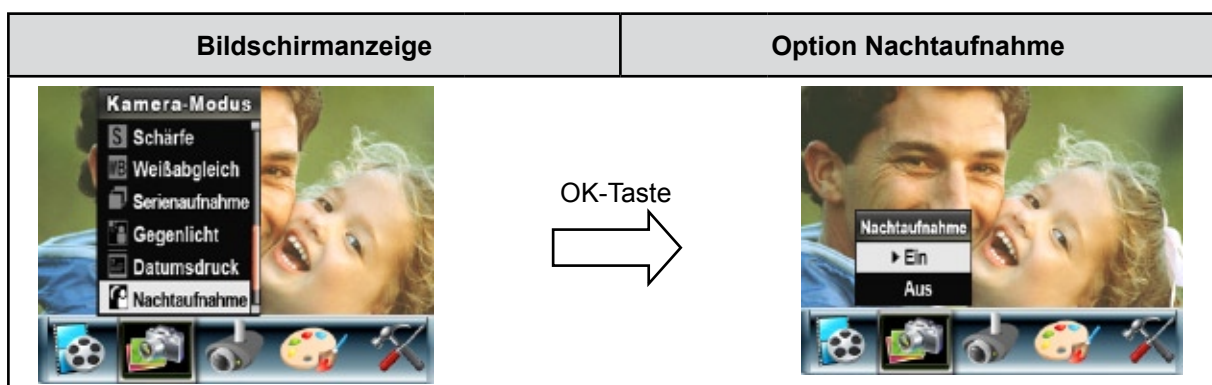 Bildschirmanzeige
Option Nachtaufnahme
Kamera-Modus
S Schärfe
WB Weißabgleich
Serienaufnahme
Gegenlicht
Datumsdruck
Nachtaufnahme
OK-Taste
Nachtaufnahme
Ein
Aus